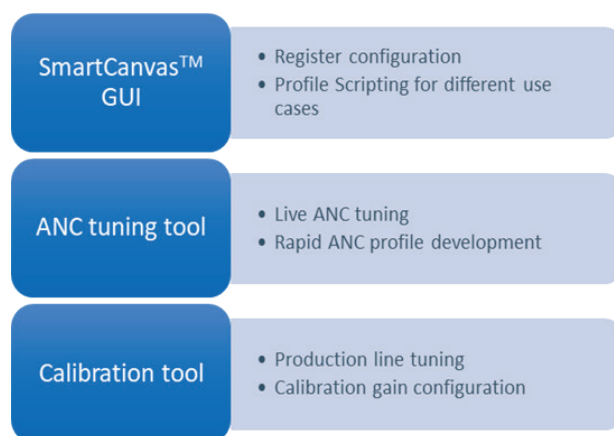 SmartCanvas™
GUI
• Register configuration
• Profile Scripting for different use
cases
ANC tuning tool
• Live ANC tuning
• Rapid ANC profile development
Calibration tool
• Production line tuning
• Calibration gain configuration